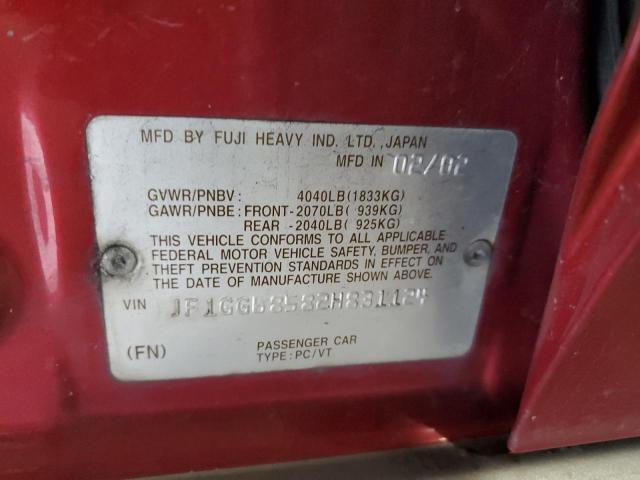 MFD BY FUJI HEAVY IND. LTD., JAPAN
MFD IN 02/02
GVWR/PNBV: 4040LB(1833KG)
GAWR/PNBE: FRONT-2070LB( 939KG)
REAR -2040LB( 925KG)
THIS VEHICLE CONFORMS TO ALL APPLICABLE
FEDERAL MOTOR VEHICLE SAFETY, BUMPER, AND
THEFT PREVENTION STANDARDS IN EFFECT ON
THE DATE OF MANUFACTURE SHOWN ABOVE.
VIN JF1GG68582H831124
(FN) PASSENGER CAR
TYPE: PC/VT